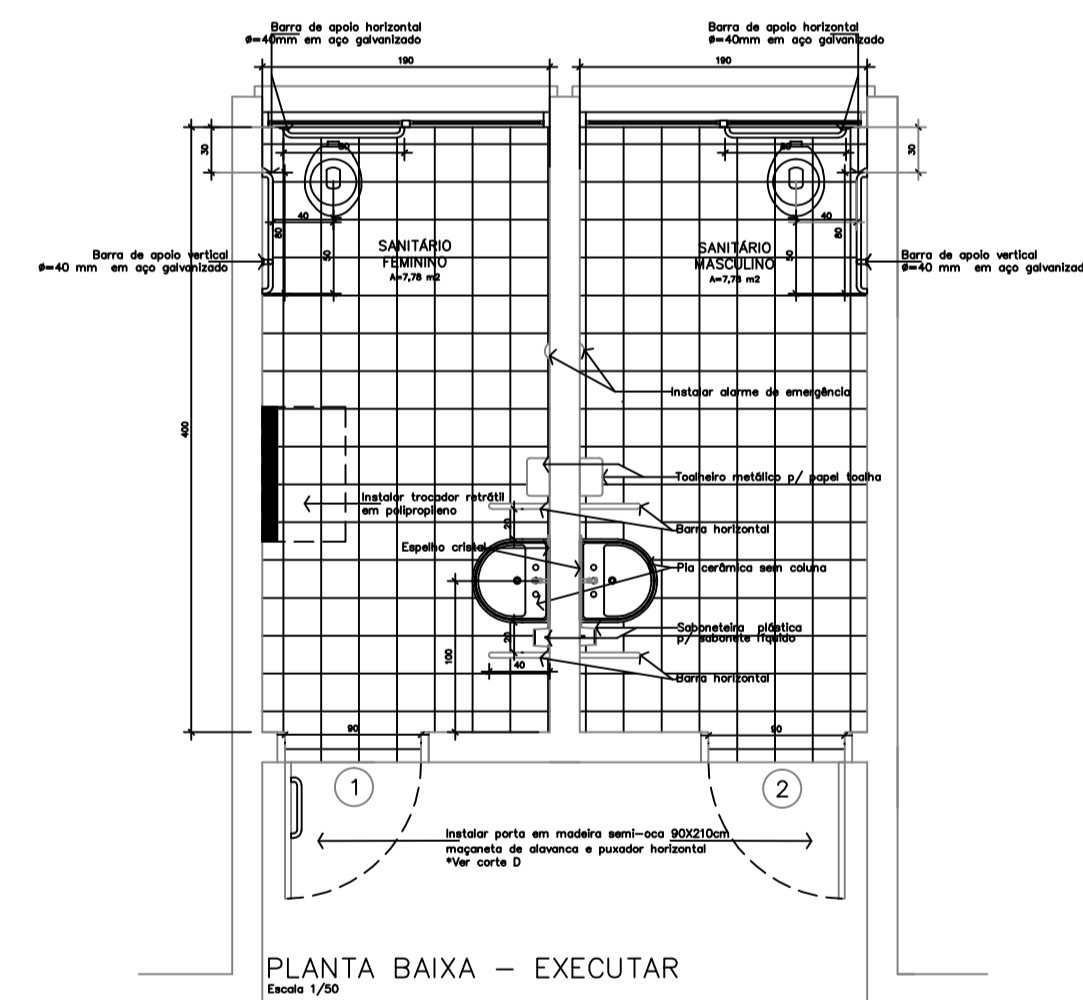 Barra de apoio horizontal
ø=40mm em aço galvanizado
Barra de apoio horizontal
ø=40mm em aço galvanizado
190
190
30
30
80
80
40
40
80
80
50
50
SANITÁRIO
FEMININO
A=7,78 m2
SANITÁRIO
MASCULINO
A=7,78 m2
Barra de apoio vertical
ø=40 mm em aço galvanizado
Barra de apoio vertical
ø=40 mm em aço galvanizad
Instalar alarme de emergência
400
Toalheiro metálico p/ papel toalha
Instalar trocador retrátil
em polipropileno
20
Barra horizontal
Espelho cristal
Pia cerâmica sem coluna
Saboneteira plástica
p/ sabonete líquido
20
100
40
Barra horizontal
90
90
1
2
Instalar porta em madeira semi-oca 90X210cm
maçaneta de alavanca e puxador horizontal
*Ver corte D
PLANTA BAIXA - EXECUTAR
Escala 1/50